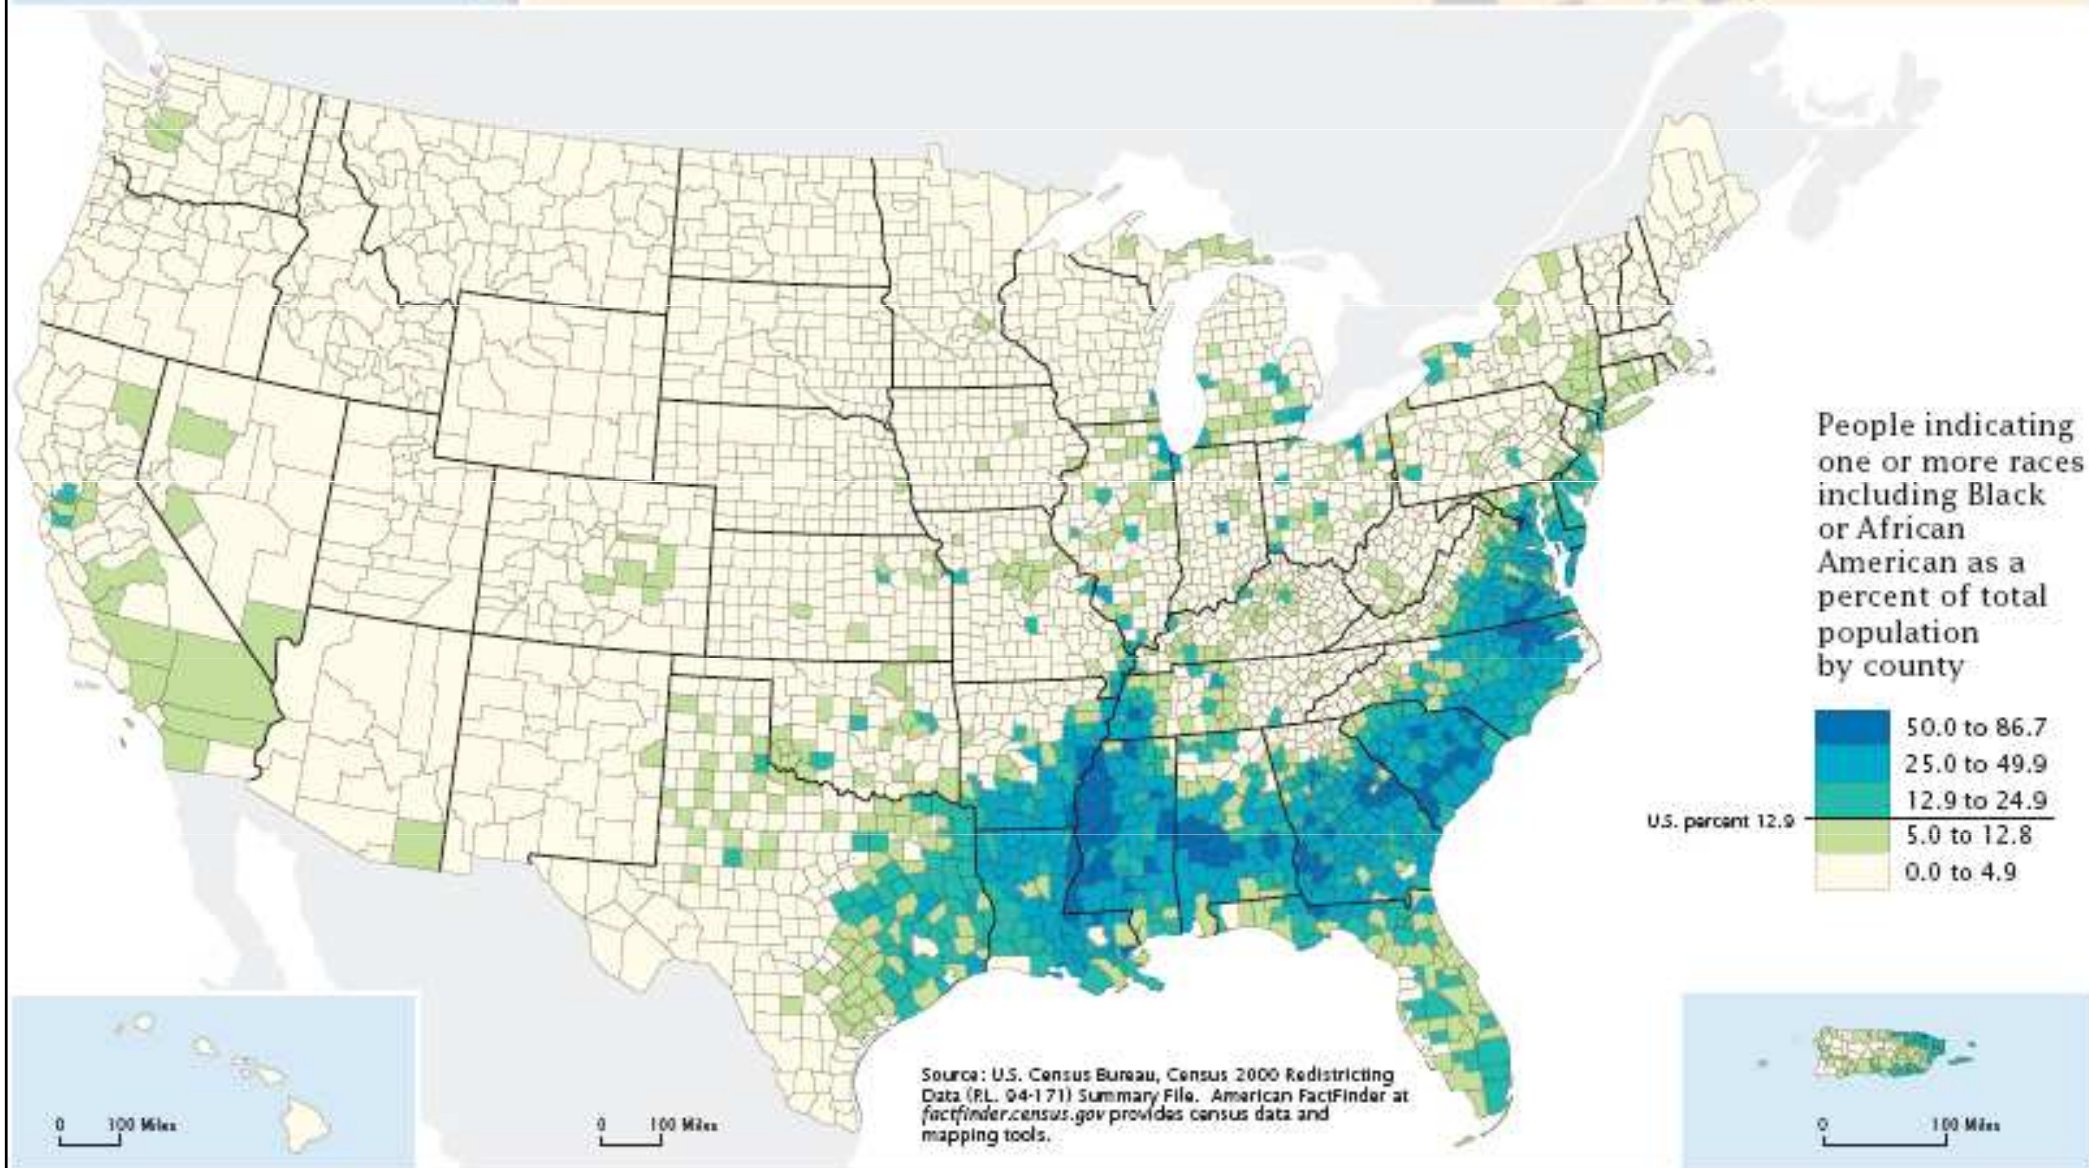 People indicating
one or more races
including Black
or African
American as a
percent of total
population
by county
50.0 to 86.7
25.0 to 49.9
12.9 to 24.9
U.S. percent 12.9
5.0 to 12.8
0.0 to 4.9
Source: U.S. Census Bureau, Census 2000 Redistricting
Data (P.L. 94-171) Summary File. American FactFinder at
factfinder.census.gov provides census data and
mapping tools.
0 100 Miles
0 100 Miles
0 100 Miles